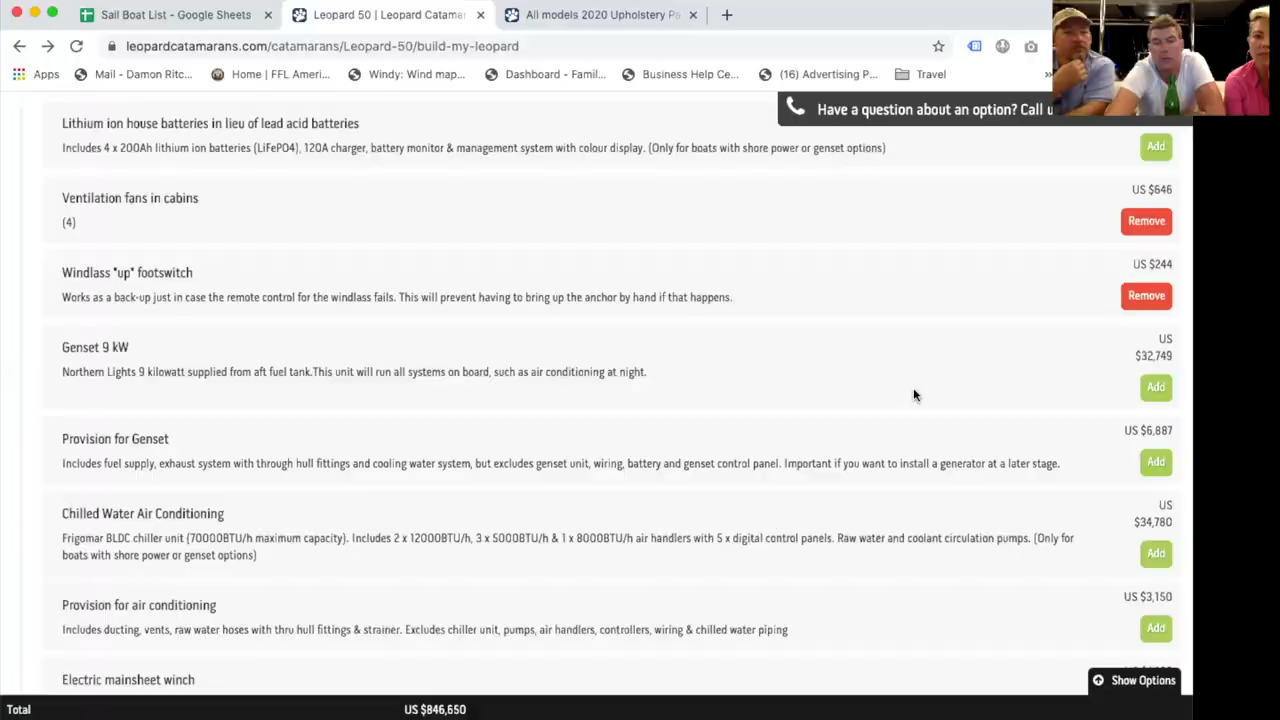 Sail Boat List - Google Sheets
Leopard 50 | Leopard Catamar
All models 2020 Upholstery Pa
leopardcatamarans.com/catamarans/Leopard-50/build-my-leopard
Apps
Mail - Damon Ritc...
Home | FFL Ameri...
Windy: Wind map...
Dashboard - Famil...
Business Help Ce...
(16) Advertising P...
Travel
»
Have a question about an option? Call u
Lithium ion house batteries in lieu of lead acid batteries
Includes 4 x 200Ah lithium ion batteries (LiFePO4), 120A charger, battery monitor & management system with colour display. (Only for boats with shore power or genset options)
Add
Ventilation fans in cabins
US $646
(4)
Remove
Windlass "up" footswitch
US $244
Works as a back-up just in case the remote control for the windlass fails. This will prevent having to bring up the anchor by hand if that happens.
Remove
Genset 9 kW
US
$32,749
Northern Lights 9 kilowatt supplied from aft fuel tank.This unit will run all systems on board, such as air conditioning at night.
Add
Provision for Genset
US $6,887
Includes fuel supply, exhaust system with through hull fittings and cooling water system, but excludes genset unit, wiring, battery and genset control panel. Important if you want to install a generator at a later stage.
Add
Chilled Water Air Conditioning
US
$34,780
Frigomar BLDC chiller unit (70000BTU/h maximum capacity). Includes 2 x 12000BTU/h, 3 x 5000BTU/h & 1 x 8000BTU/h air handlers with 5 x digital control panels. Raw water and coolant circulation pumps. (Only for
boats with shore power or genset options)
Add
Provision for air conditioning
US $3,150
Includes ducting, vents, raw water hoses with thru hull fittings & strainer. Excludes chiller unit, pumps, air handlers, controllers, wiring & chilled water piping
Add
Electric mainsheet winch
Show Options
Total
US $846,650